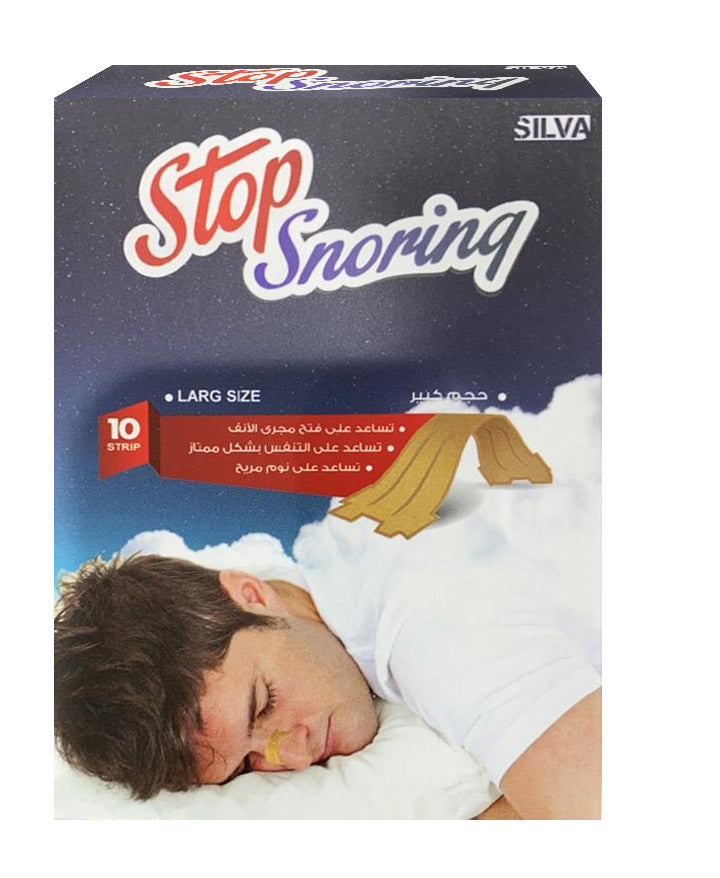 Stop Snoring
SILVA
SILVA
Stop
Snoring
• LARG SIZE
حجم كبير •
10
STRIP
• تساعد على فتح مجرى الأنف
• تساعد على التنفس بشكل ممتاز
• تساعد على نوم مريح